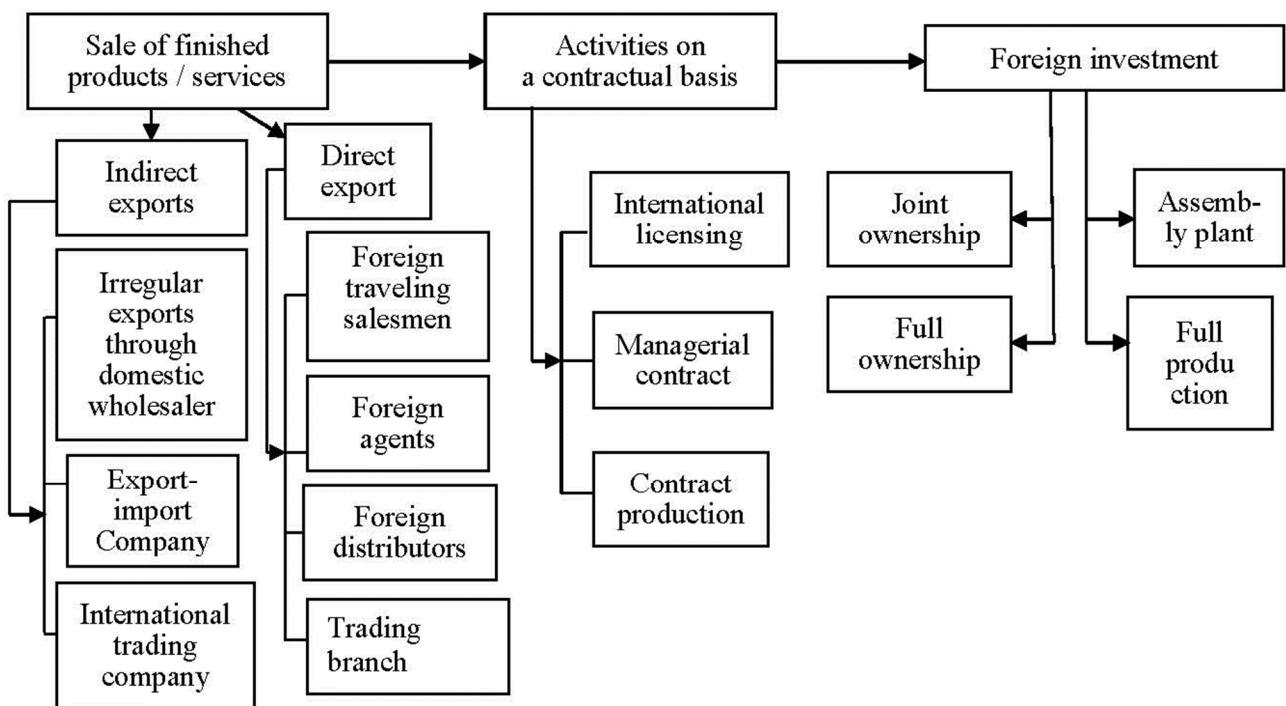 Sale of finished
products / services
Activities on
a contractual basis
Foreign investment
Indirect
exports
Direct
export
Irregular
exports
through
domestic
wholesaler
Export-
import
Company
International
trading
company
Foreign
traveling
salesmen
Foreign
agents
Foreign
distributors
Trading
branch
International
licensing
Managerial
contract
Contract
production
Joint
ownership
Full
ownership
Assemb-
ly plant
Full
produ
ction